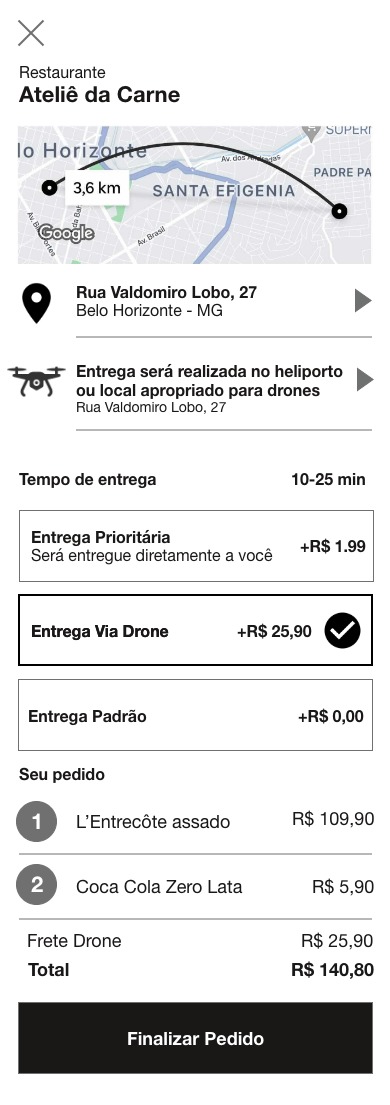 Restaurante
Ateliê da Carne
SUPERI
lo Horizonte
Av. dos Andradas
PADRE PA
3,6 km
SANTA EFIGENIA
Google
Av. Brasil
Rua Valdomiro Lobo, 27
Belo Horizonte - MG
Entrega será realizada no heliporto
ou local apropriado para drones
Rua Valdomiro Lobo, 27
Tempo de entrega 10-25 min
Entrega Prioritária
Será entregue diretamente a você
+R$ 1.99
Entrega Via Drone +R$ 25,90
Entrega Padrão +R$ 0,00
Seu pedido
1 L’Entrecôte assado R$ 109,90
2 Coca Cola Zero Lata R$ 5,90
Frete Drone R$ 25,90
Total R$ 140,80
Finalizar Pedido